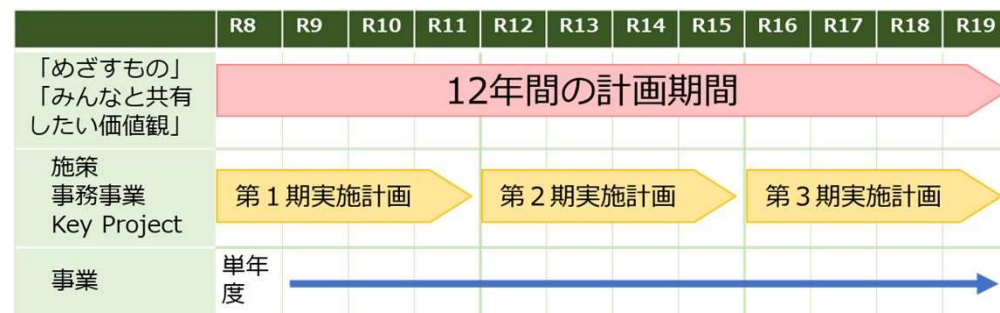 R8 R9 R10 R11 R12 R13 R14 R15 R16 R17 R18 R19
「めざすもの」
「みんなと共有
したい価値観」
12年間の計画期間
施策
事務事業
Key Project
第１期実施計画
第２期実施計画
第３期実施計画
事業
単年
度